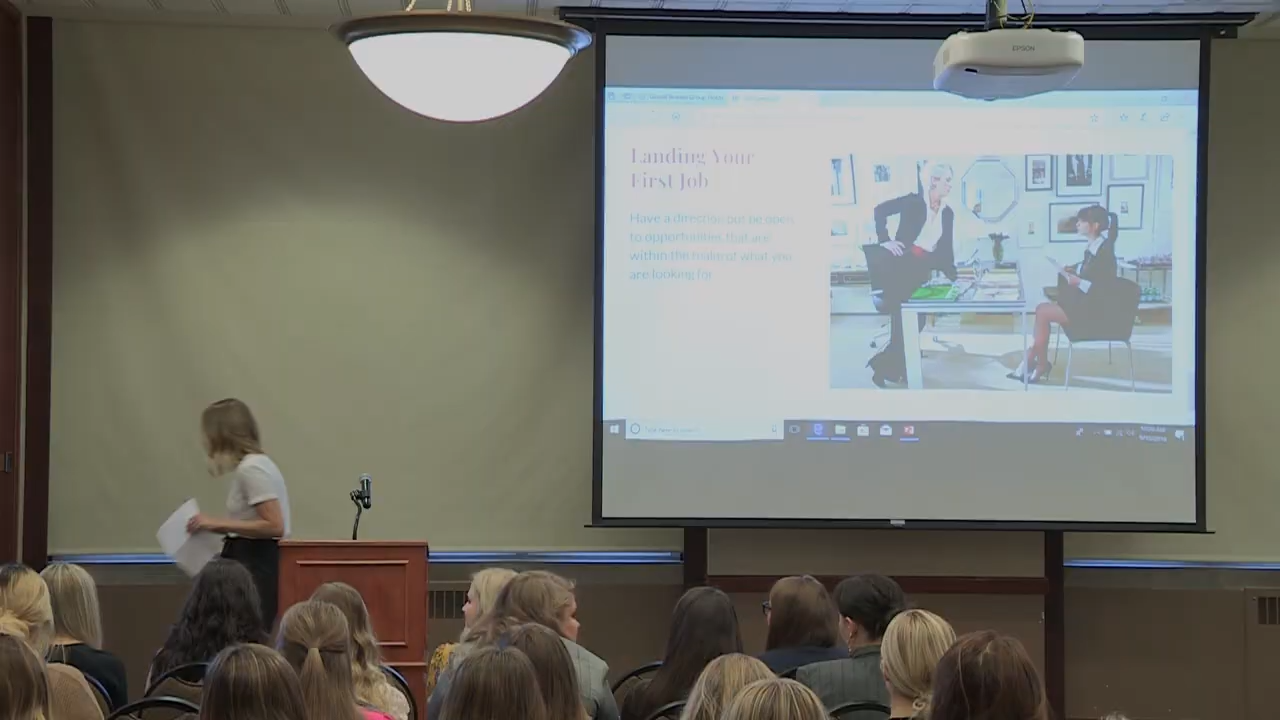 EPSON
Landing Your
First Job
Have a direction but be open
to opportunities that are
within the realm of what you
are looking for